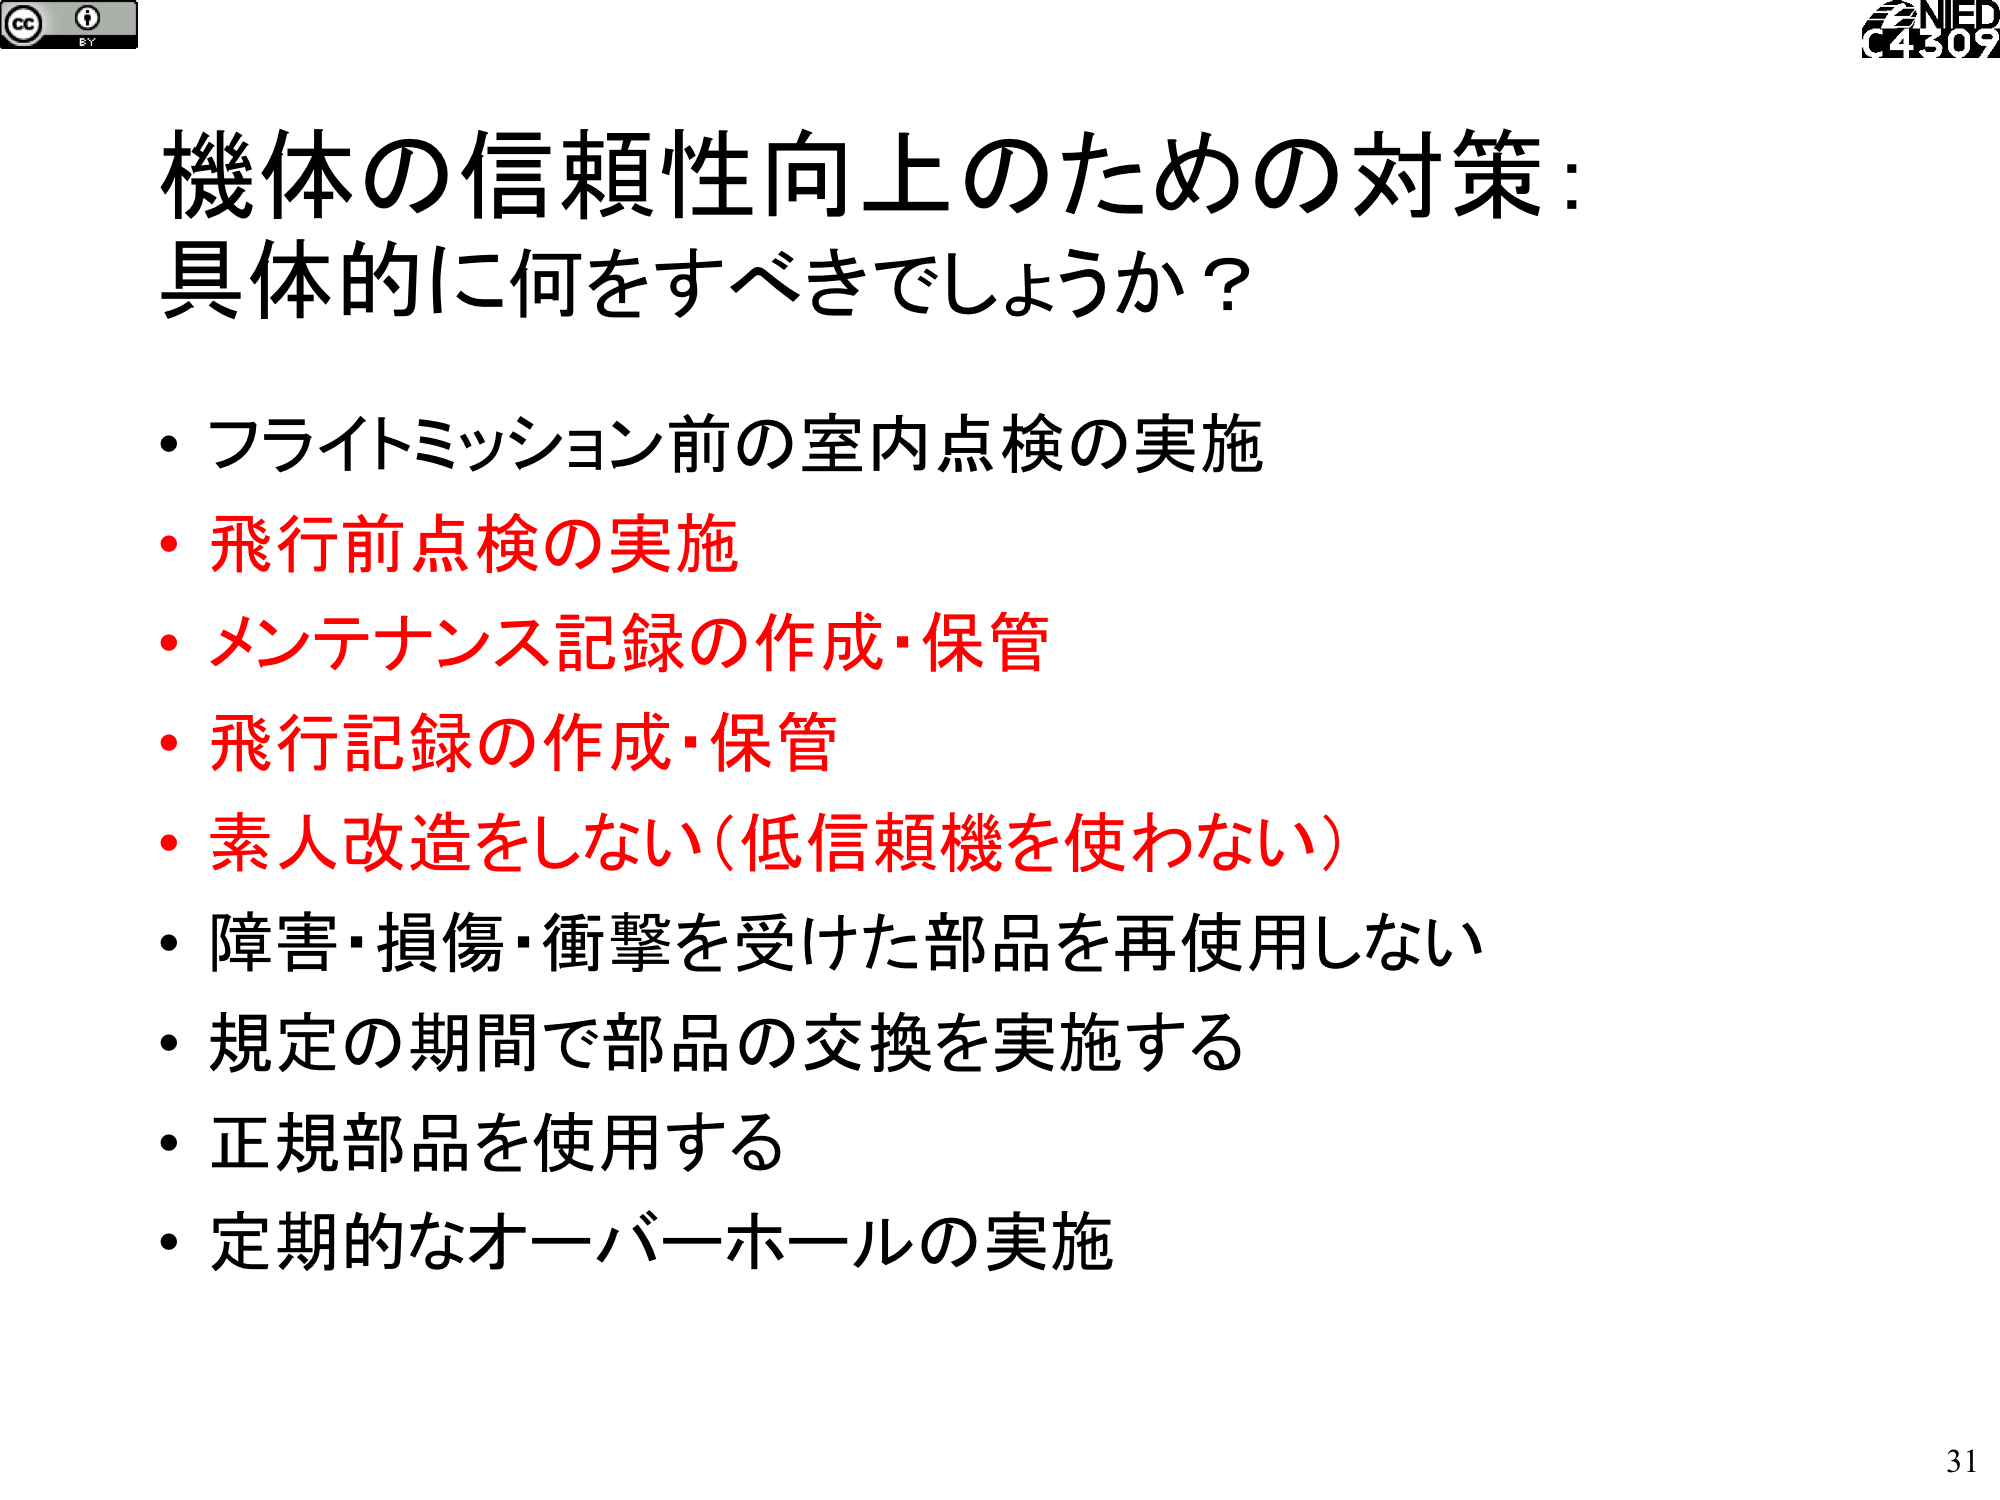 cc
BY
NIED
C4309
機体の信頼性向上のための対策：
具体的に何をすべきでしょうか？
• フライトミッション前の室内点検の実施
• 飛行前点検の実施
• メンテナンス記録の作成・保管
• 飛行記録の作成・保管
• 素人改造をしない（低信頼機を使わない）
• 障害・損傷・衝撃を受けた部品を再使用しない
• 規定の期間で部品の交換を実施する
• 正規部品を使用する
• 定期的なオーバーホールの実施
31